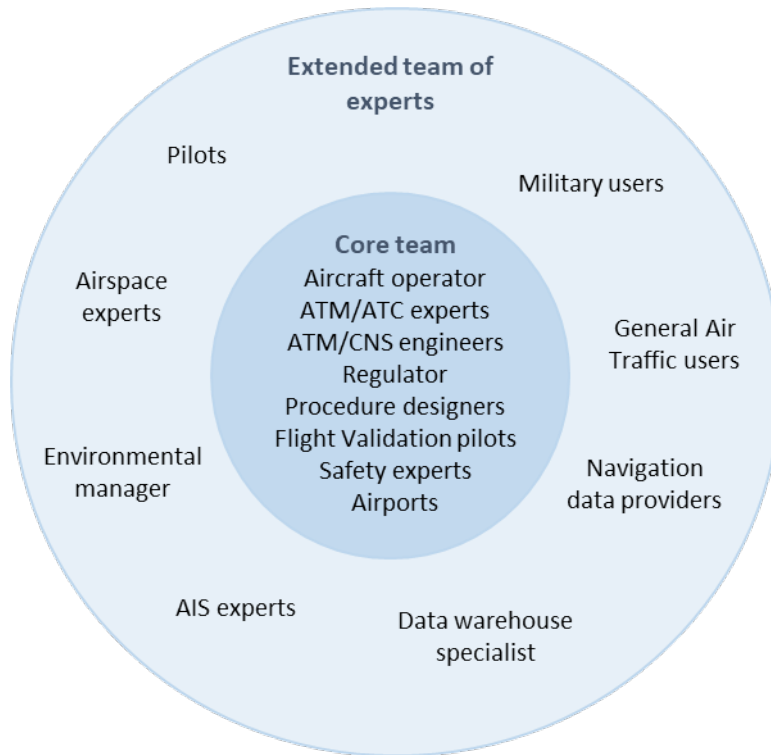 Extended team of
experts
Pilots
Military users
Core team
Aircraft operator
ATM/ATC experts
ATM/CNS engineers
Regulator
Procedure designers
Flight Validation pilots
Safety experts
Airports
Airspace
experts
General Air
Traffic users
Environmental
manager
Navigation
data providers
AIS experts
Data warehouse
specialist